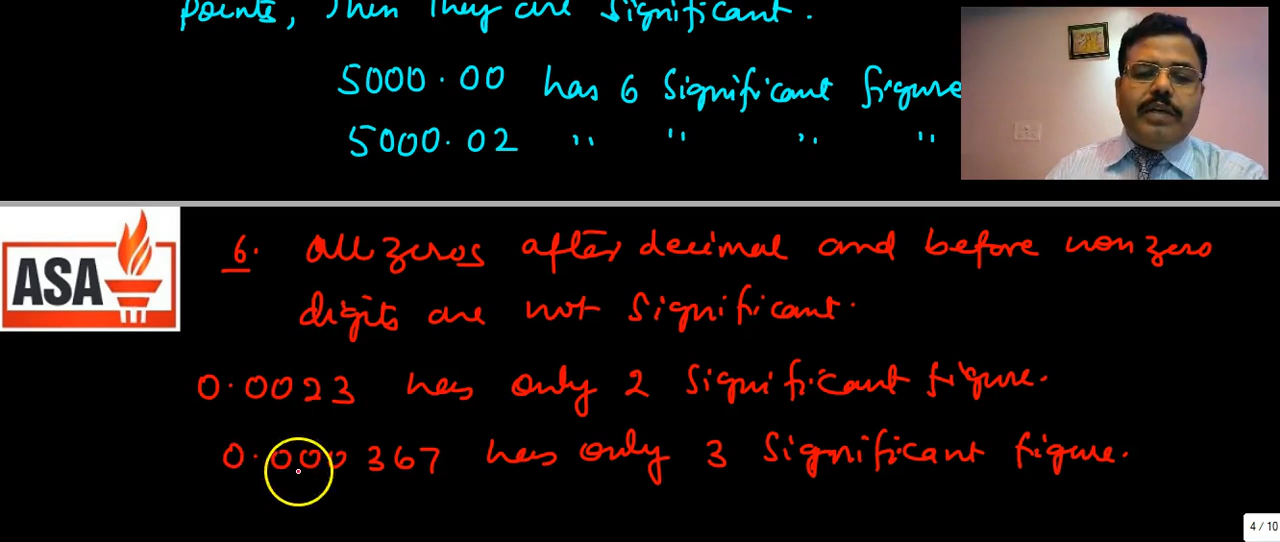 points, Then They are Significant.
5000.00 has 6 Significant figure
5000.02 " " " "
ASA
6. All zeros after decimal and before non zero
digits are not Significant.
0.0023 has only 2 Significant figure.
0.000367 has only 3 Significant figure.
4 / 10